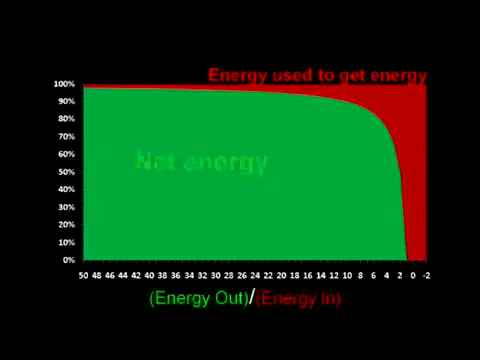 Energy used to get energy
100%
90%
80%
70%
60%
50%
40%
30%
20%
10%
0%
Net energy
50 48 46 44 42 40 38 36 34 32 30 28 26 24 22 20 18 16 14 12 10 8 6 4 2 0 -2
(Energy Out)/(Energy In)